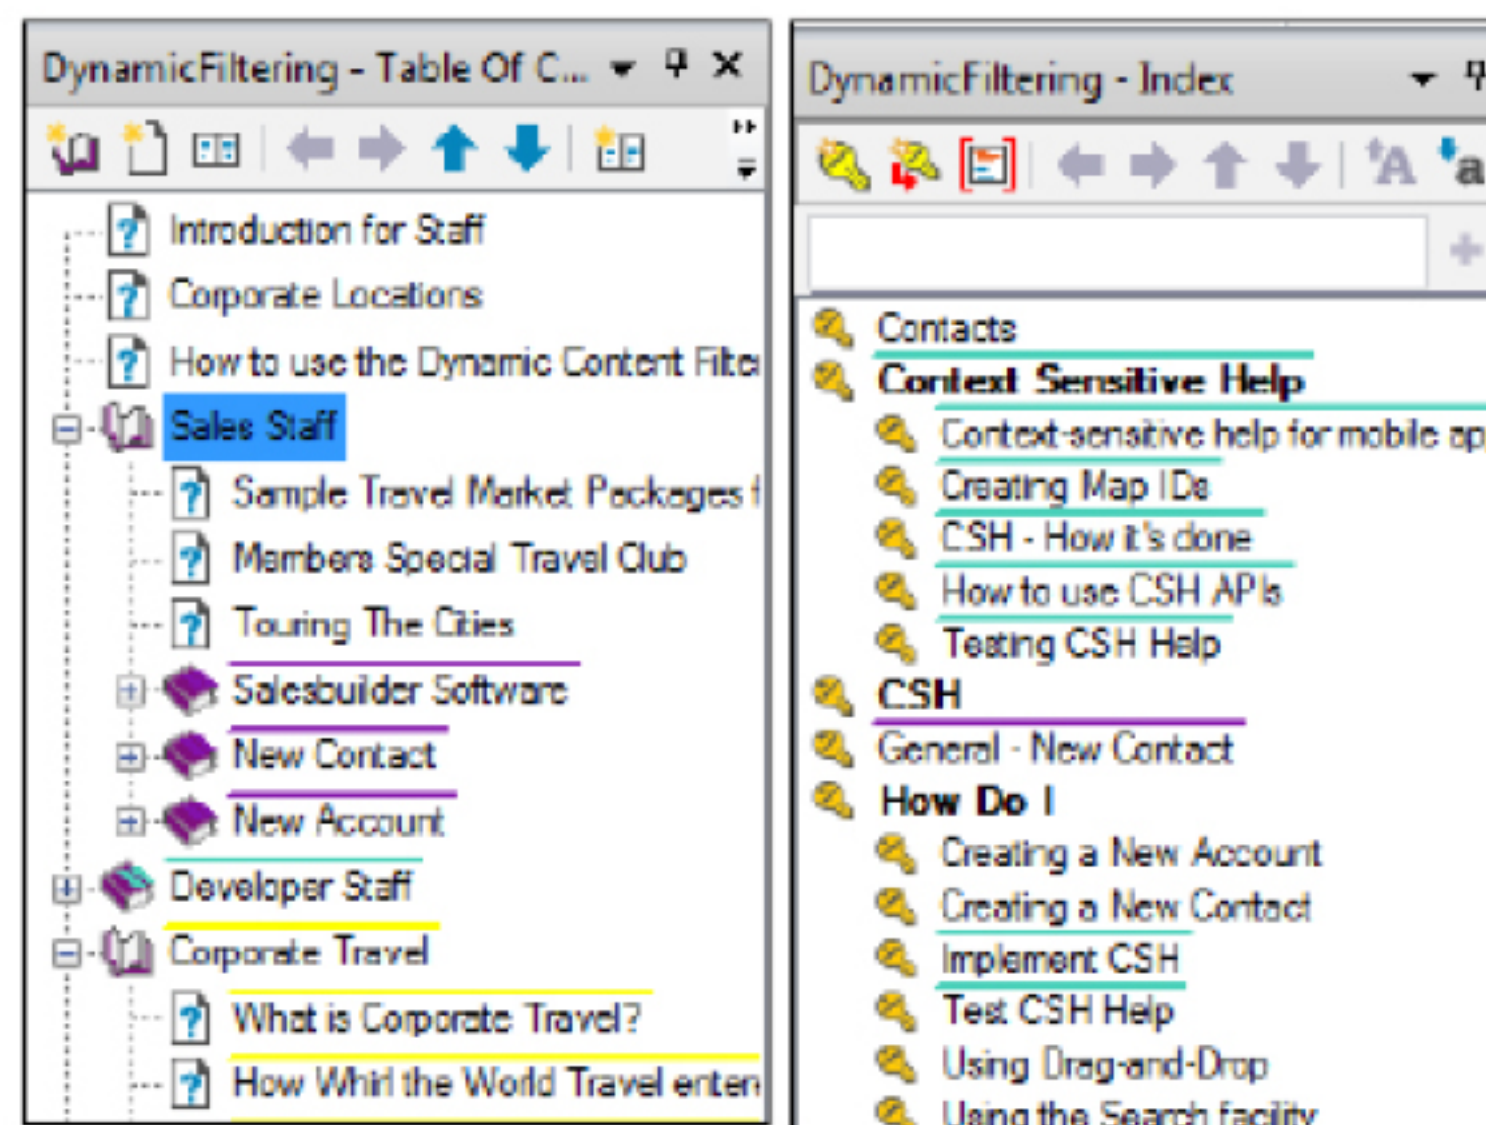 DynamicFiltering - Table Of C...
Introduction for Staff
Corporate Locations
How to use the Dynamic Content Filter
Sales Staff
Sample Travel Market Packages f
Members Special Travel Club
Touring The Cities
Salesbuilder Software
New Contact
New Account
Developer Staff
Corporate Travel
What is Corporate Travel?
How Whirl the World Travel enter
DynamicFiltering - Index
A
a
Contacts
Context Sensitive Help
Context-sensitive help for mobile ap
Creating Map IDs
CSH - How it's done
How to use CSH APIs
Testing CSH Help
CSH
General - New Contact
How Do I
Creating a New Account
Creating a New Contact
Implement CSH
Test CSH Help
Using Drag-and-Drop
Using the Search facility